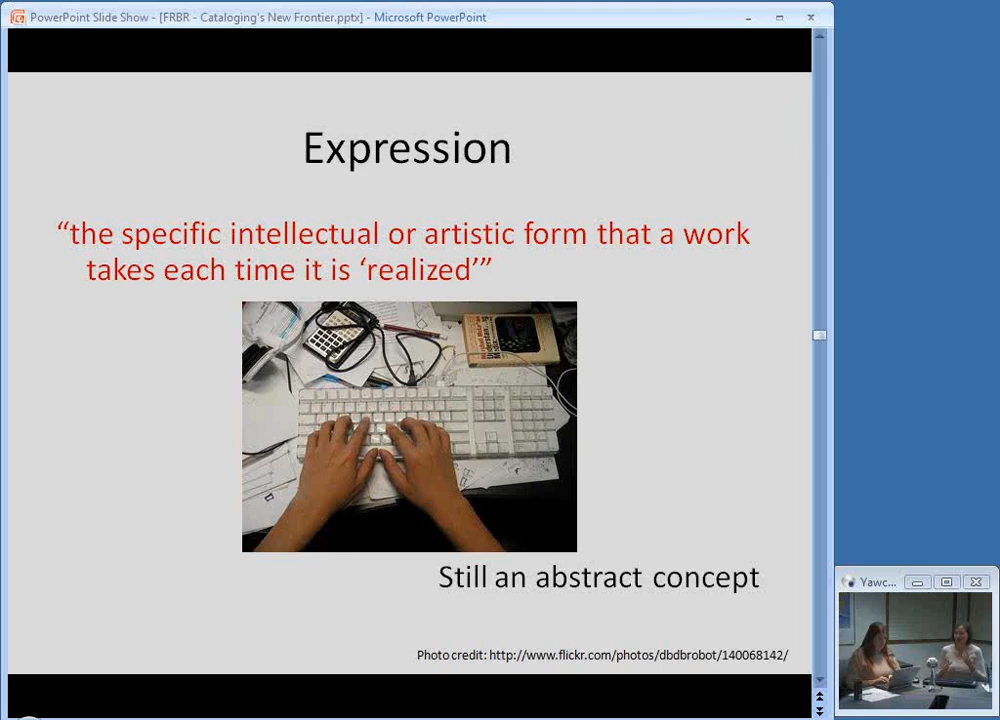 PowerPoint Slide Show - [FRBR - Cataloging's New Frontier.pptx] - Microsoft PowerPoint
Expression
“the specific intellectual or artistic form that a work
takes each time it is ‘realized’”
Still an abstract concept
Photo credit: http://www.flickr.com/photos/dbdbrobot/140068142/
Yawc...